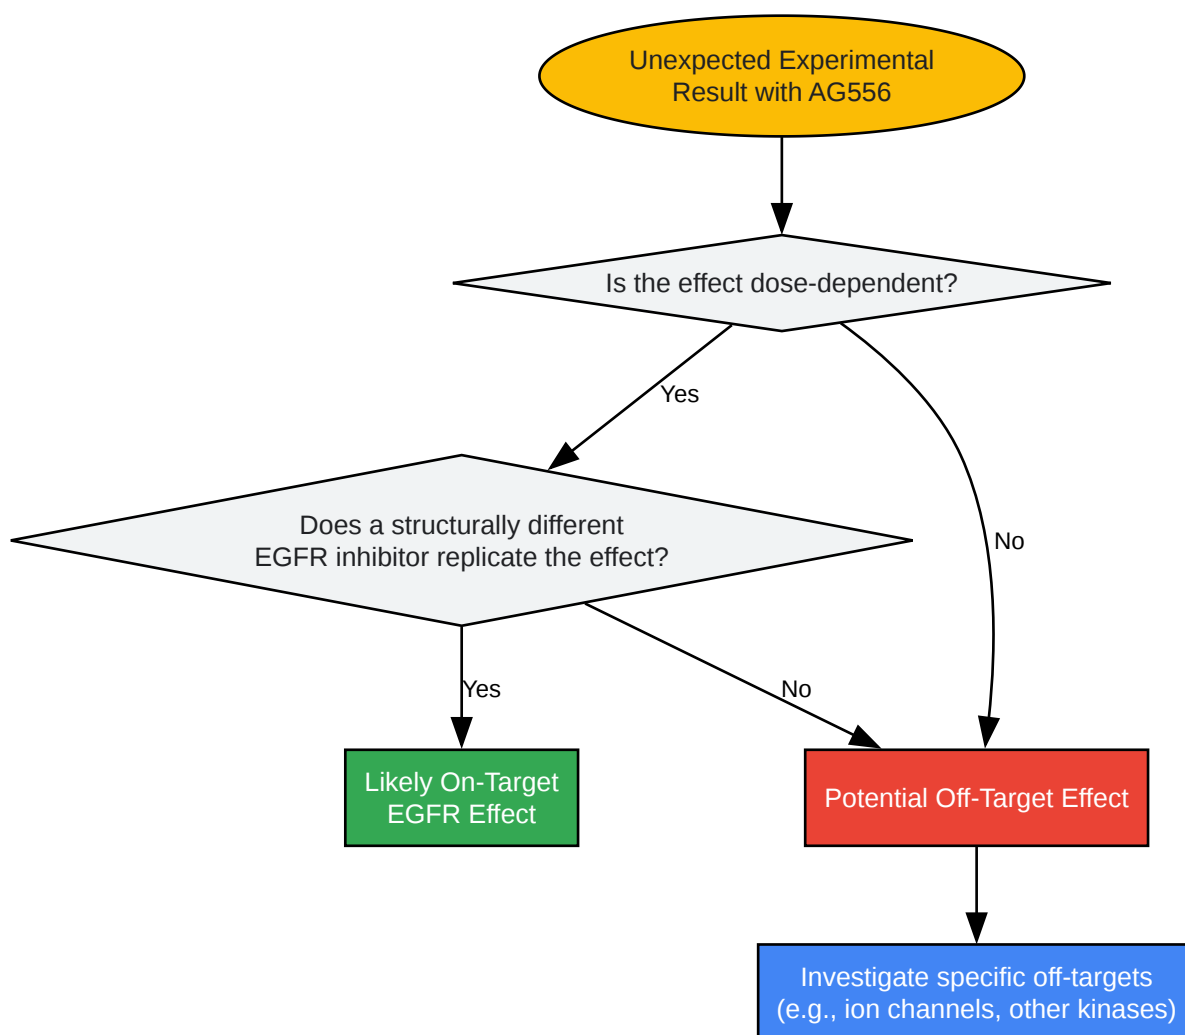 Unexpected Experimental
Result with AG556
Is the effect dose-dependent?
Yes
No
Does a structurally different
EGFR inhibitor replicate the effect?
Yes
No
Likely On-Target
EGFR Effect
Potential Off-Target Effect
Investigate specific off-targets
(e.g., ion channels, other kinases)